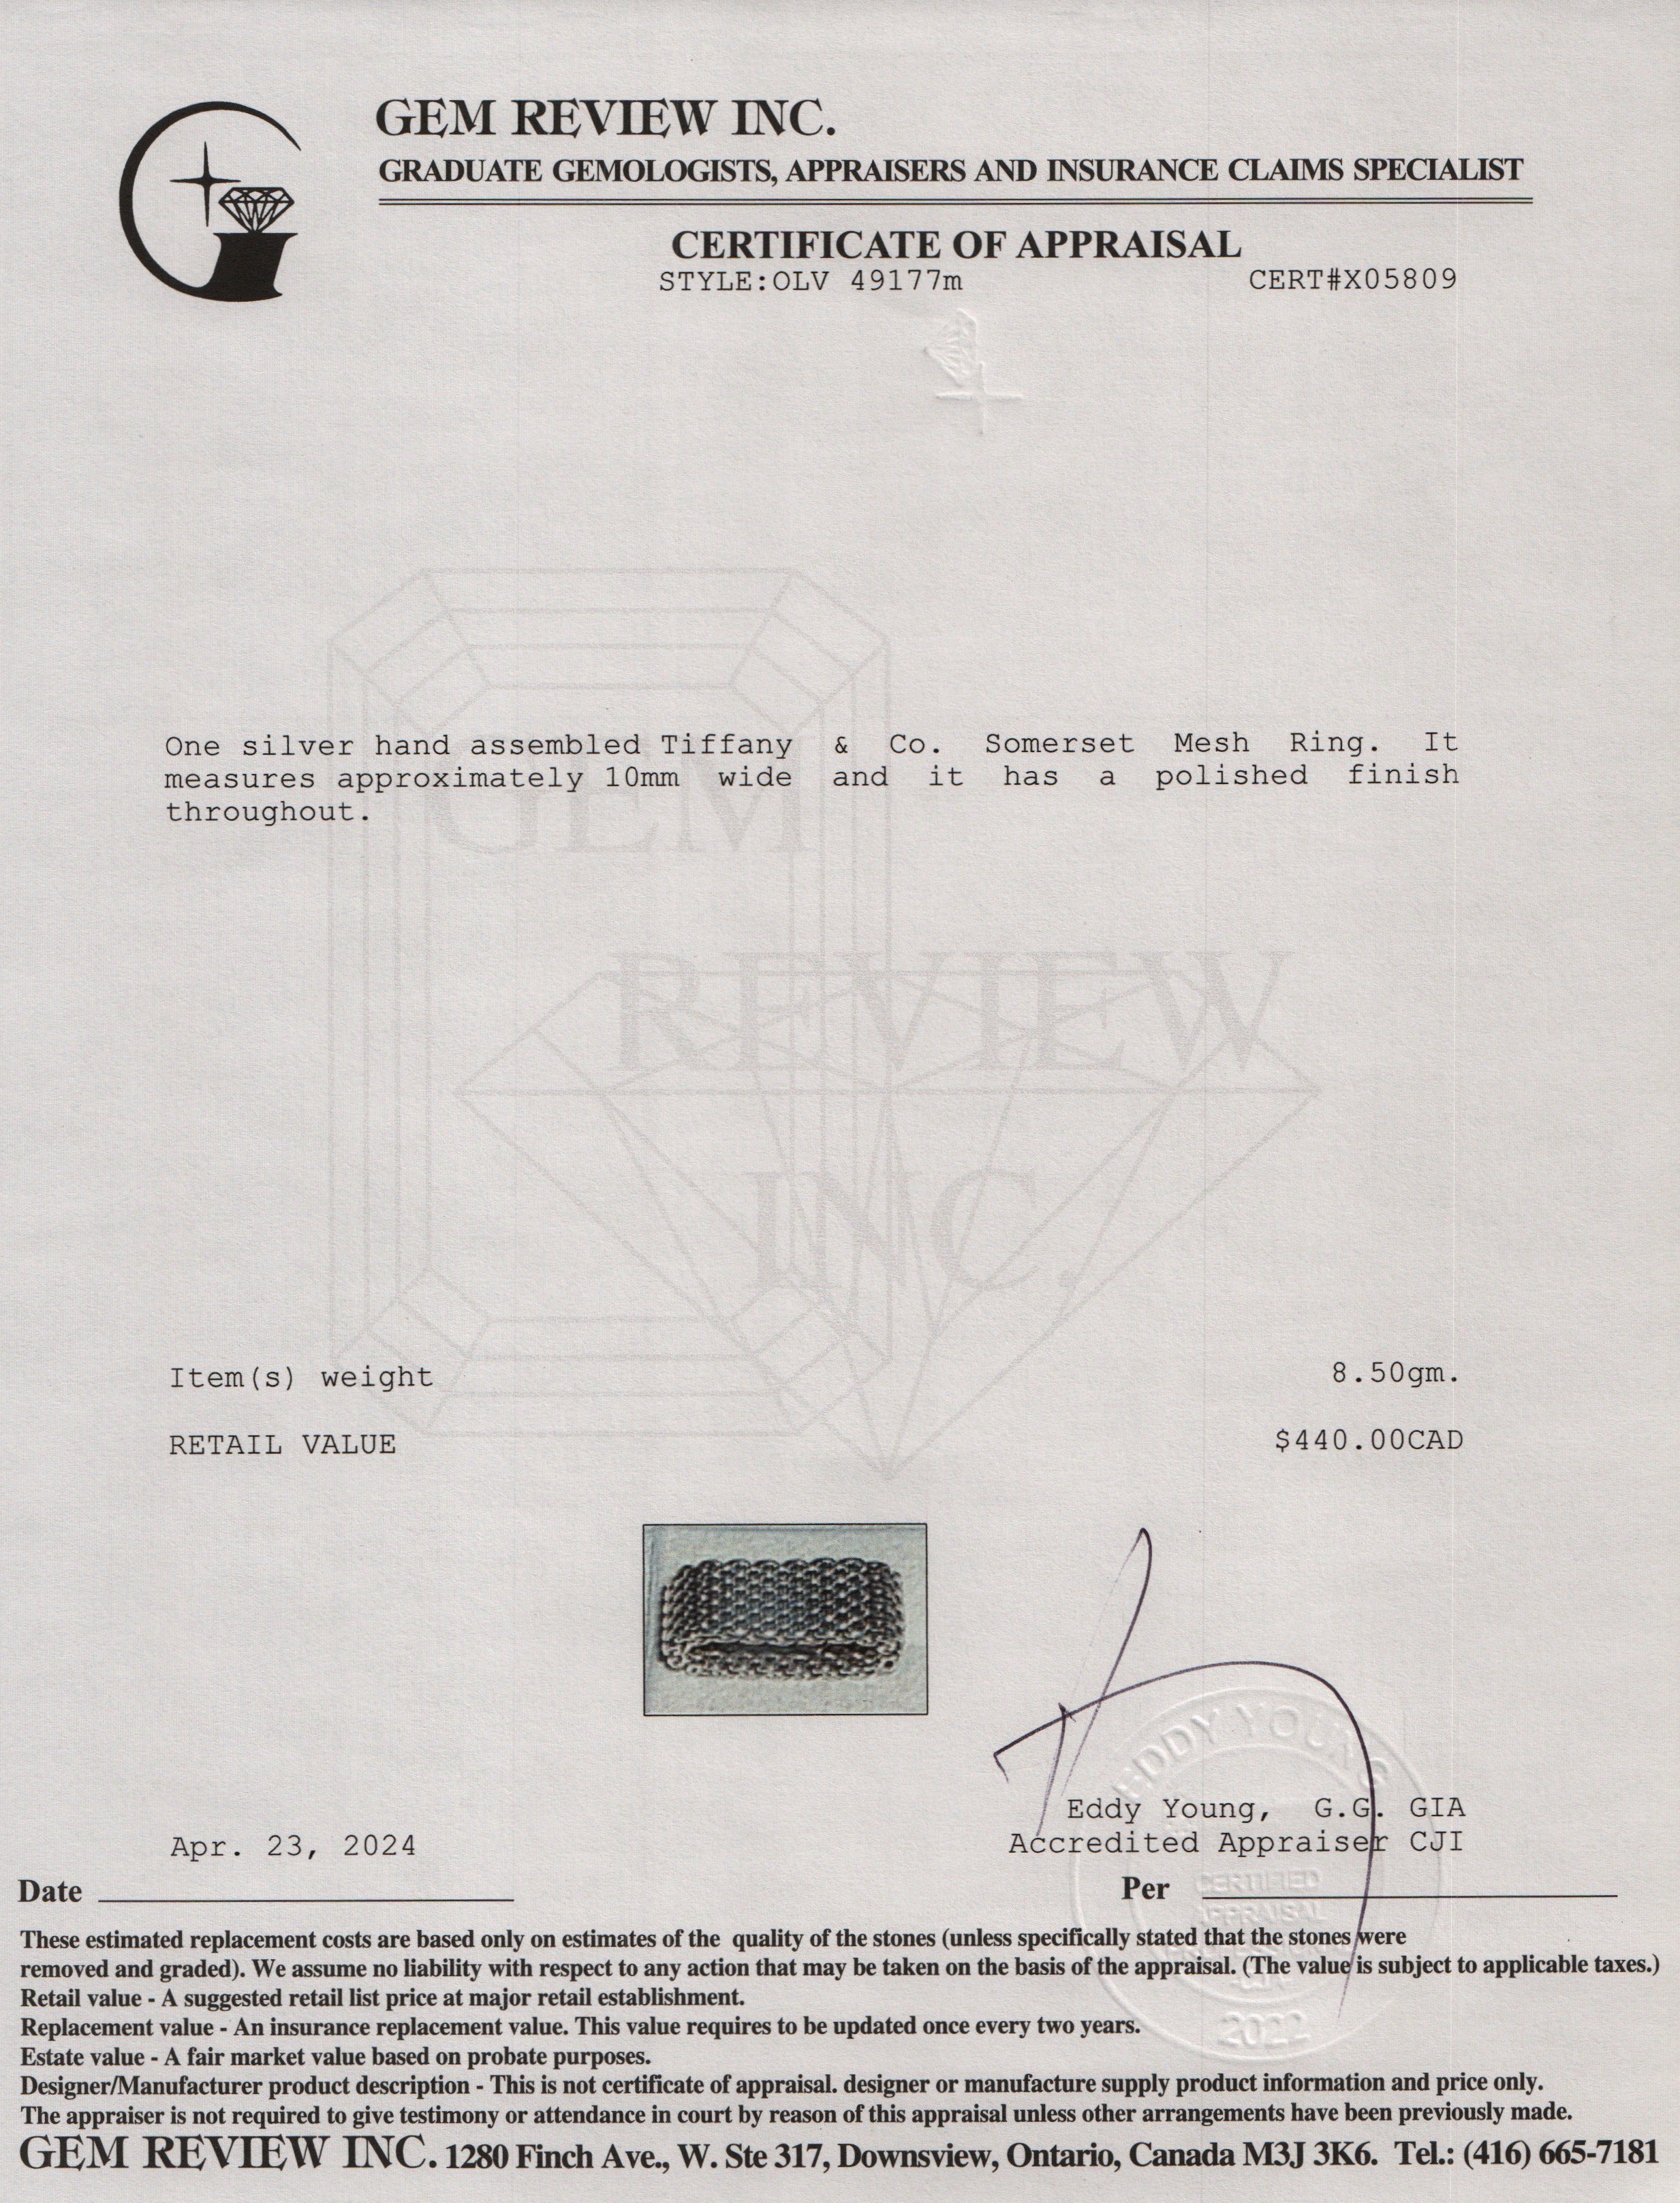 GEM REVIEW INC.
GRADUATE GEMOLOGISTS, APPRAISERS AND INSURANCE CLAIMS SPECIALIST
CERTIFICATE OF APPRAISAL
STYLE:OLV 49177m CERT#X05809
One silver hand assembled Tiffany & Co. Somerset Mesh Ring. It
measures approximately 10mm wide and it has a polished finish
throughout.
GEM
REVIEW
INC.
Item(s) weight 8.50gm.
RETAIL VALUE $440.00CAD
EDDY YOUNG
Eddy Young, G.G. GIA
Apr. 23, 2024 Accredited Appraiser CJI
Date Per
CERTIFIED
APPRAISAL
2022
These estimated replacement costs are based only on estimates of the quality of the stones (unless specifically stated that the stones were
removed and graded). We assume no liability with respect to any action that may be taken on the basis of the appraisal. (The value is subject to applicable taxes.)
Retail value - A suggested retail list price at major retail establishment.
Replacement value - An insurance replacement value. This value requires to be updated once every two years.
Estate value - A fair market value based on probate purposes.
Designer/Manufacturer product description - This is not certificate of appraisal. designer or manufacture supply product information and price only.
The appraiser is not required to give testimony or attendance in court by reason of this appraisal unless other arrangements have been previously made.
GEM REVIEW INC. 1280 Finch Ave., W. Ste 317, Downsview, Ontario, Canada M3J 3K6. Tel.: (416) 665-7181